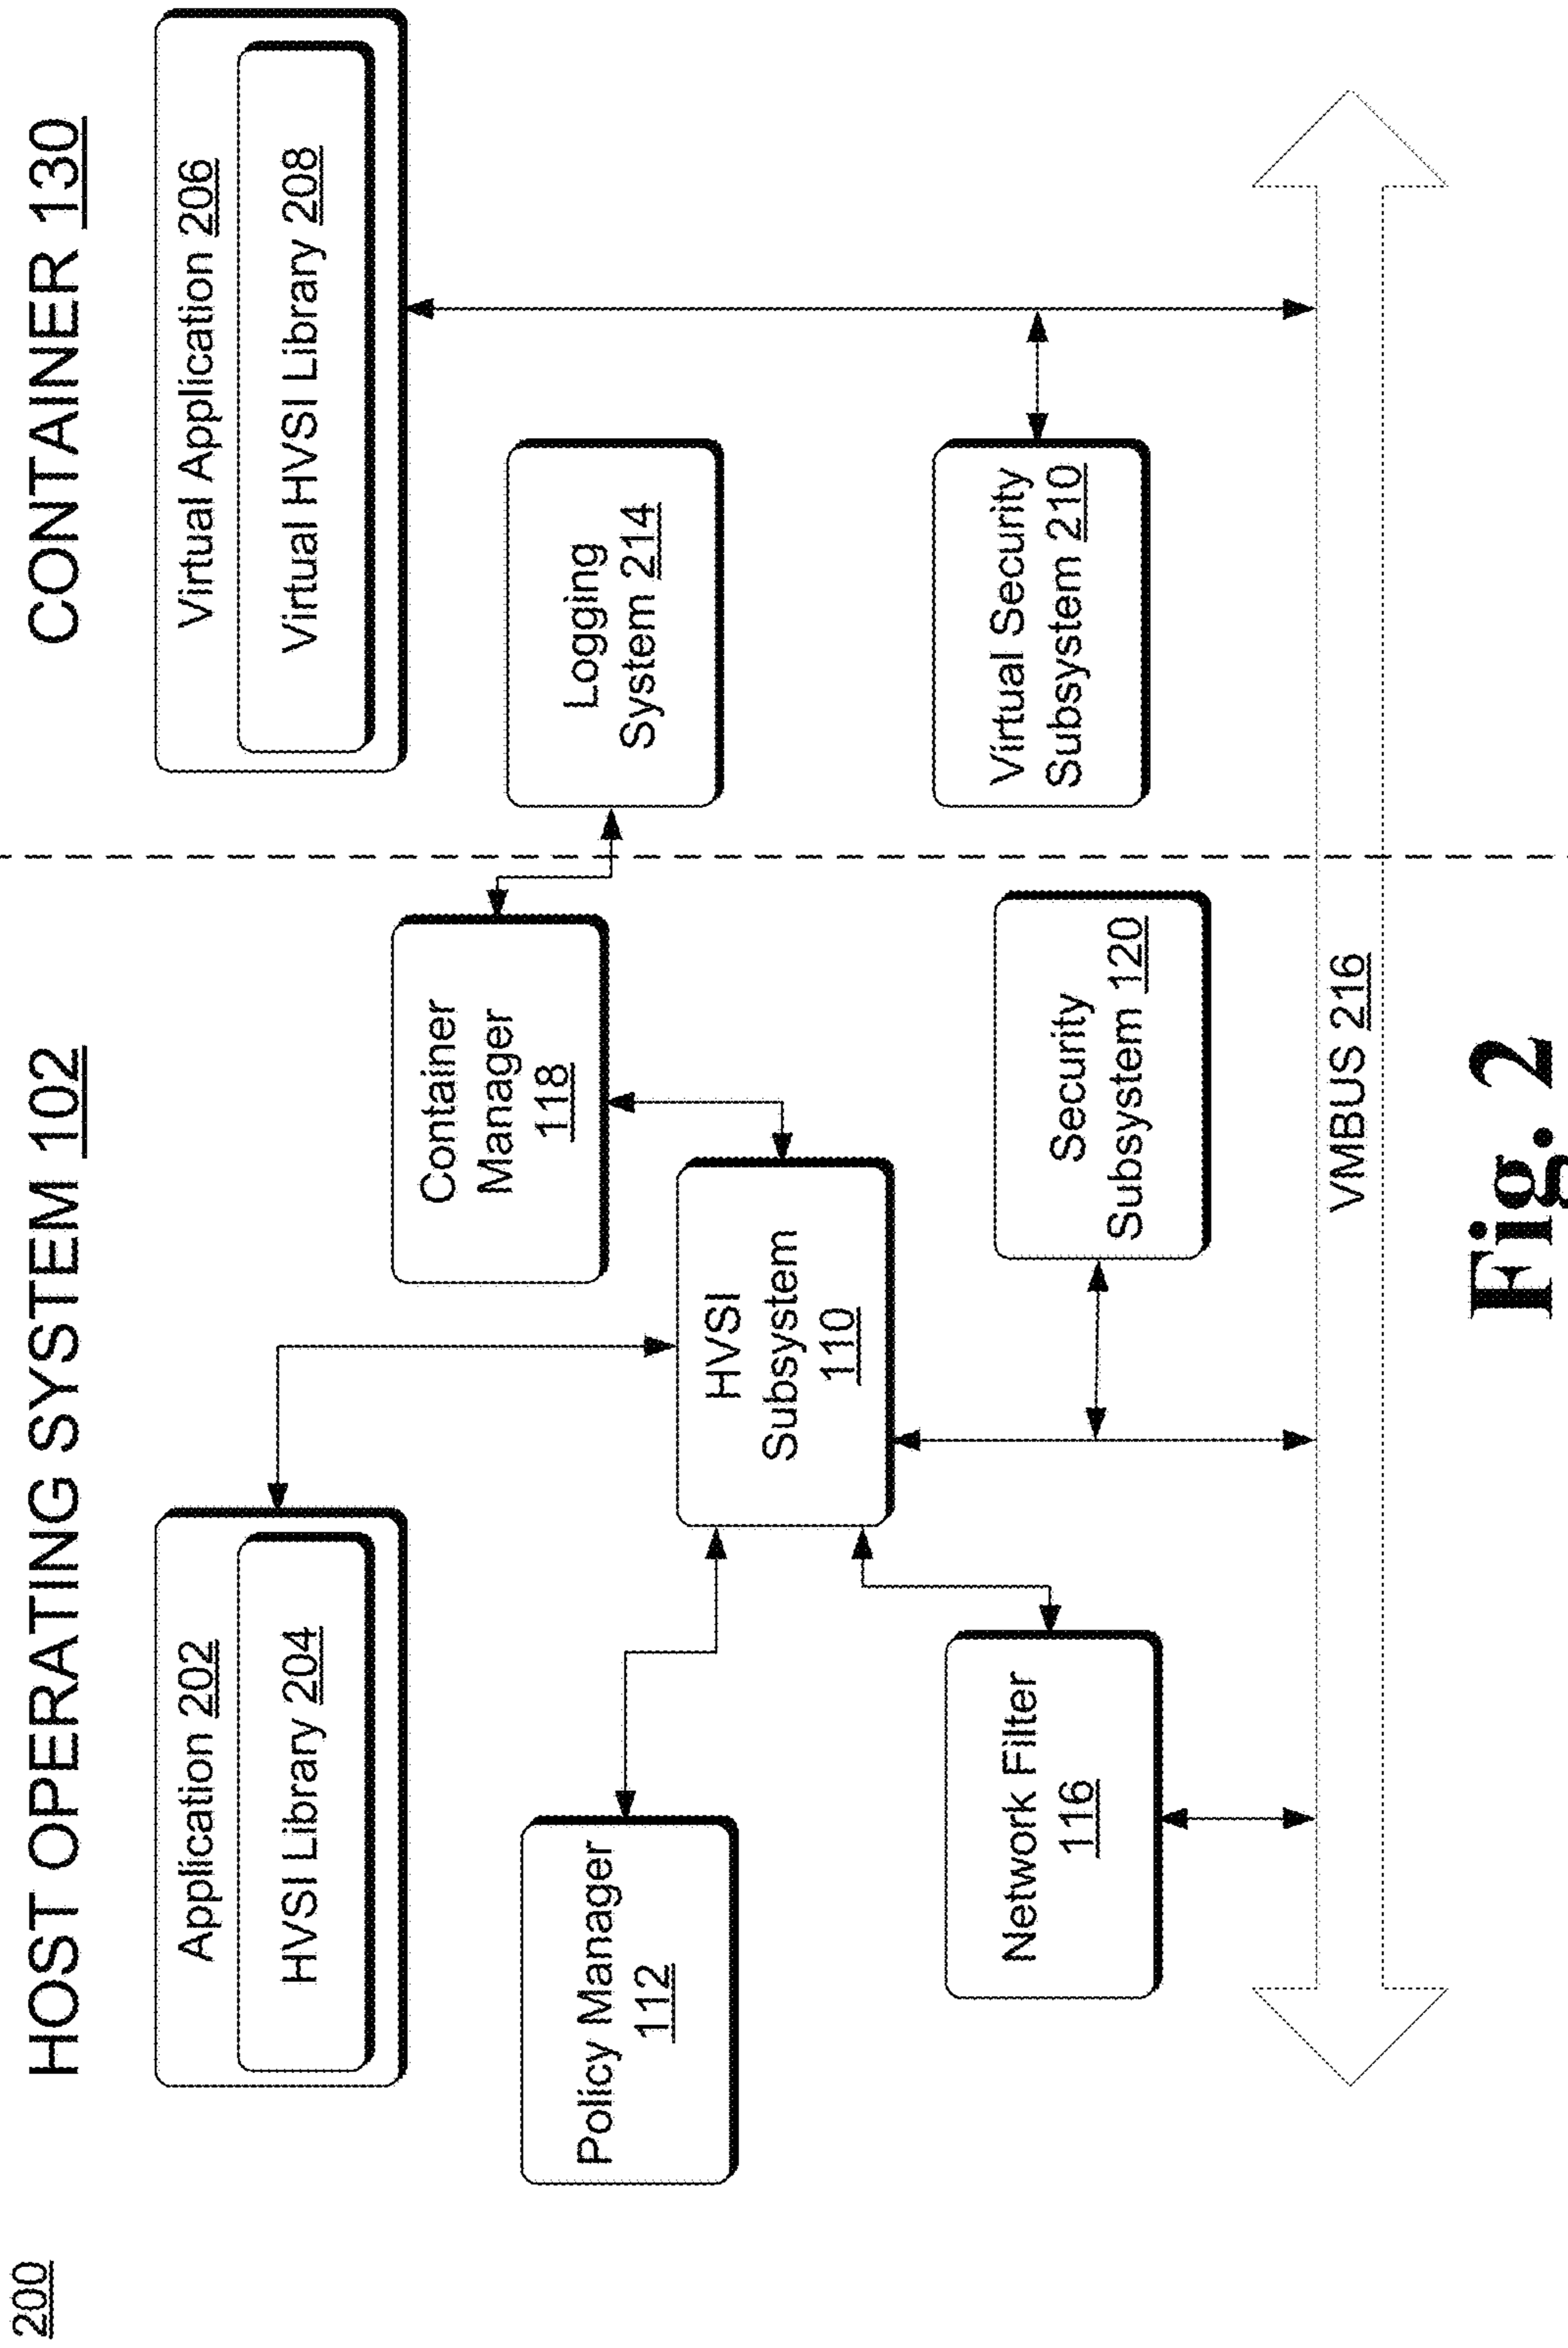 200
HOST OPERATING SYSTEM 102
CONTAINER 130
Application 202
HVSI Library 204
Virtual Application 206
Virtual HVSI Library 208
Container
Manager
118
Logging
System 214
Policy Manager
112
HVSI
Subsystem
110
Network Filter
116
Security
Subsystem 120
Virtual Security
Subsystem 210
VMBUS 216
Fig. 2